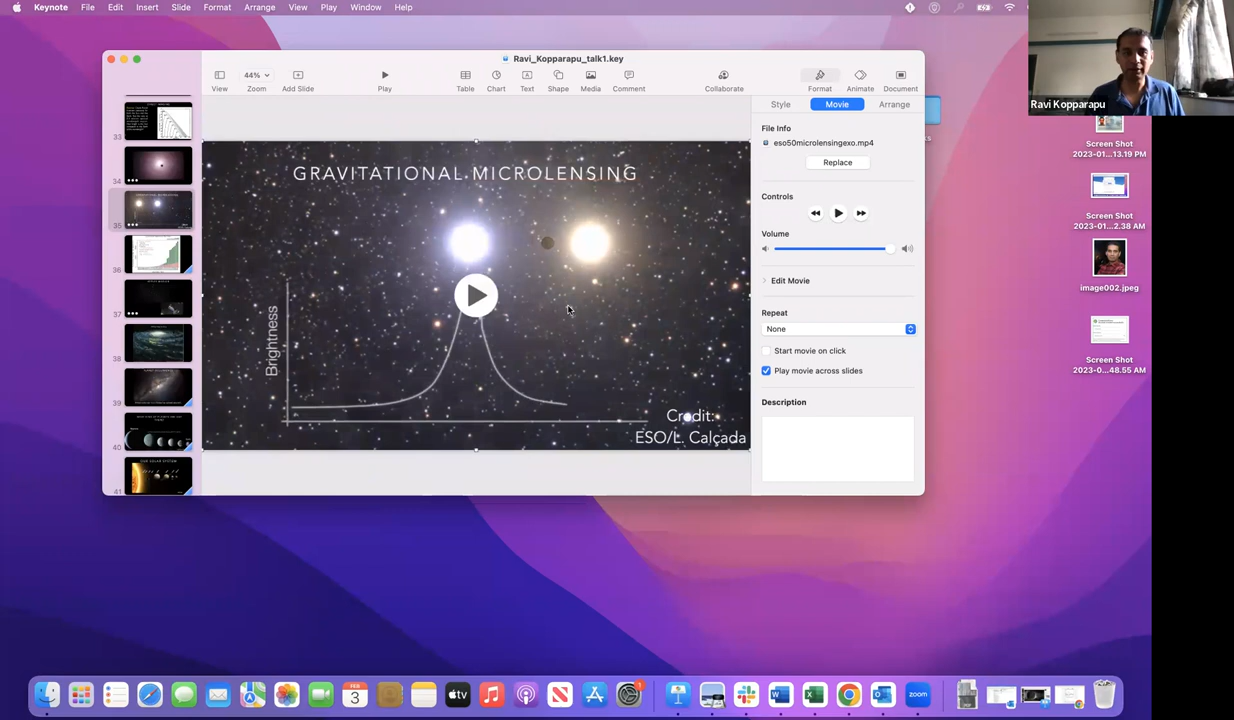 Keynote File Edit Insert Slide Format Arrange View Play Window Help
Ravi_Kopparapu_talk1.key
44%
View Zoom Add Slide Play Table Chart Text Shape Media Comment Collaborate Format Animate Document
Style Movie Arrange
File Info
eso50microlensingexo.mp4
Replace
Controls
Volume
Edit Movie
Repeat
None
Start movie on click
Play movie across slides
Description
33
34
35
36
37
38
39
40
41
GRAVITATIONAL MICROLENSING
Brightness
Credit:
ESO/L. Calçada
Ravi Kopparapu
Screen Shot
2023-01...13.19 PM
Screen Shot
2023-01...2.38 AM
image002.jpeg
Screen Shot
2023-0...48.55 AM
FEB
3
tv
zoom